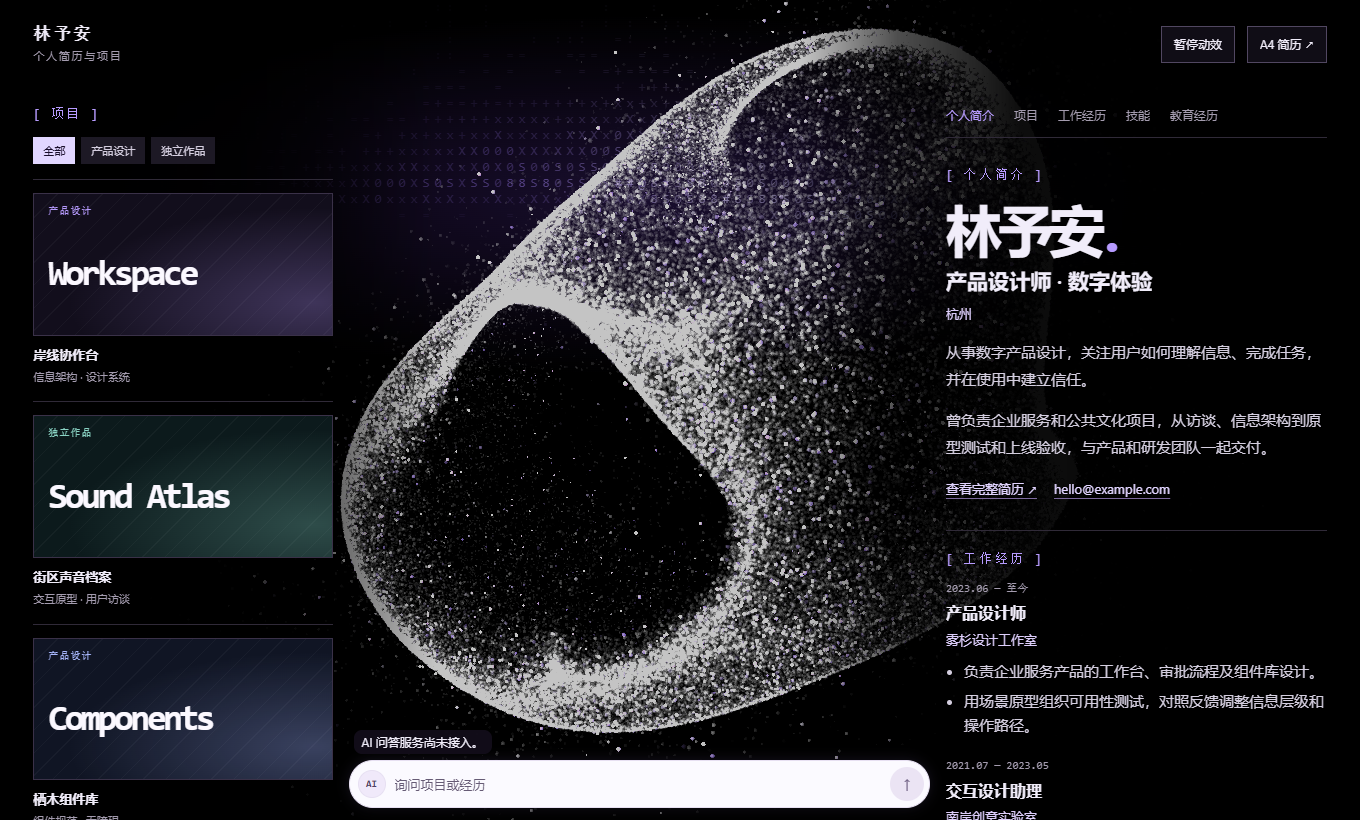 林予安
个人简历与项目
暂停动效
A4 简历 ↗
[ 项目 ]
全部
产品设计
独立作品
产品设计
Workspace
岸线协作台
信息架构 · 设计系统
独立作品
Sound Atlas
街区声音档案
交互原型 · 用户访谈
产品设计
Components
栖木组件库
AI 问答服务尚未接入。
AI 询问项目或经历 ↑
个人简介 项目 工作经历 技能 教育经历
[ 个人简介 ]
林予安.
产品设计师 · 数字体验
杭州
从事数字产品设计，关注用户如何理解信息、完成任务，
并在使用中建立信任。
曾负责企业服务和公共文化项目，从访谈、信息架构到原
型测试和上线验收，与产品和研发团队一起交付。
查看完整简历 ↗ hello@example.com
[ 工作经历 ]
2023.06 — 至今
产品设计师
雾杉设计工作室
• 负责企业服务产品的工作台、审批流程及组件库设计。
• 用场景原型组织可用性测试，对照反馈调整信息层级和
操作路径。
2021.07 — 2023.05
交互设计助理
南岸创意实验室